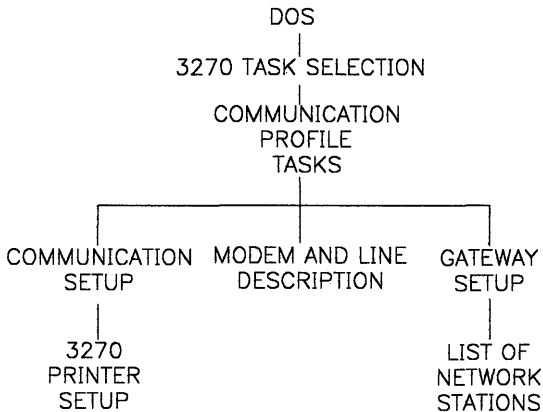 DOS
3270 TASK SELECTION
COMMUNICATION
PROFILE
TASKS
COMMUNICATION
SETUP
MODEM AND LINE
DESCRIPTION
GATEWAY
SETUP
3270
PRINTER
SETUP
LIST OF
NETWORK
STATIONS